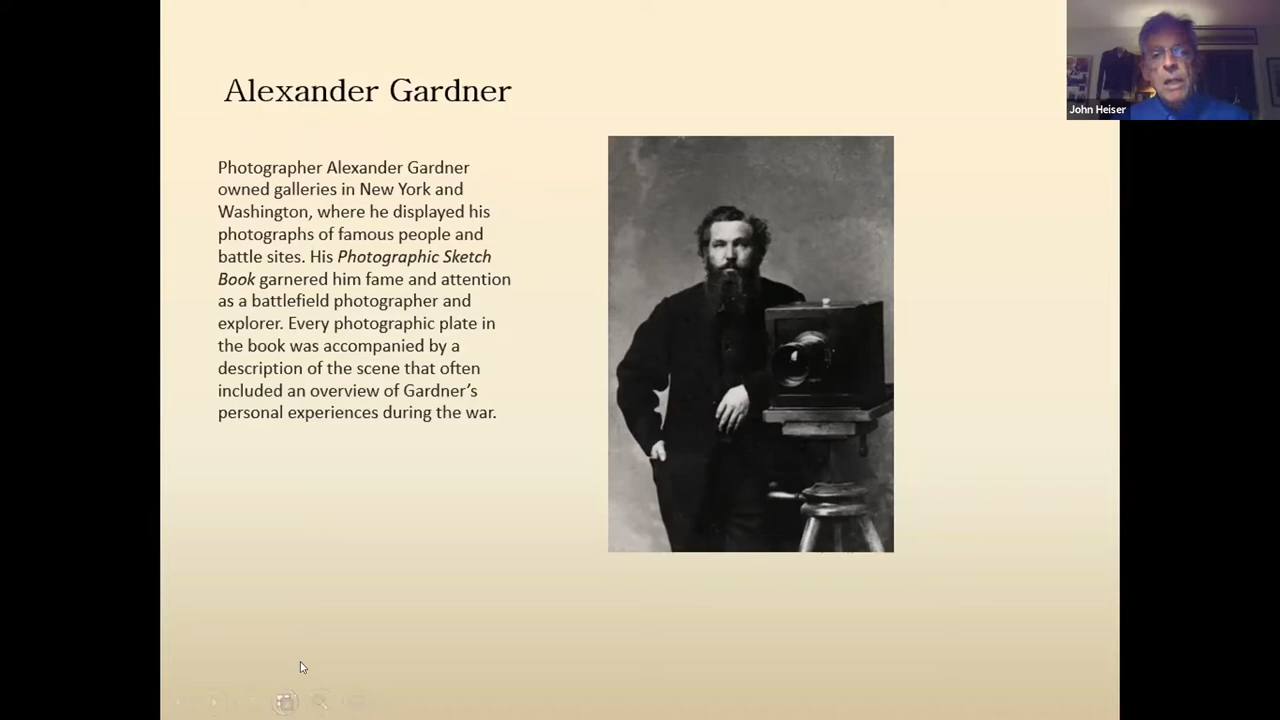 Alexander Gardner
John Heiser
Photographer Alexander Gardner
owned galleries in New York and
Washington, where he displayed his
photographs of famous people and
battle sites. His Photographic Sketch
Book garnered him fame and attention
as a battlefield photographer and
explorer. Every photographic plate in
the book was accompanied by a
description of the scene that often
included an overview of Gardner’s
personal experiences during the war.